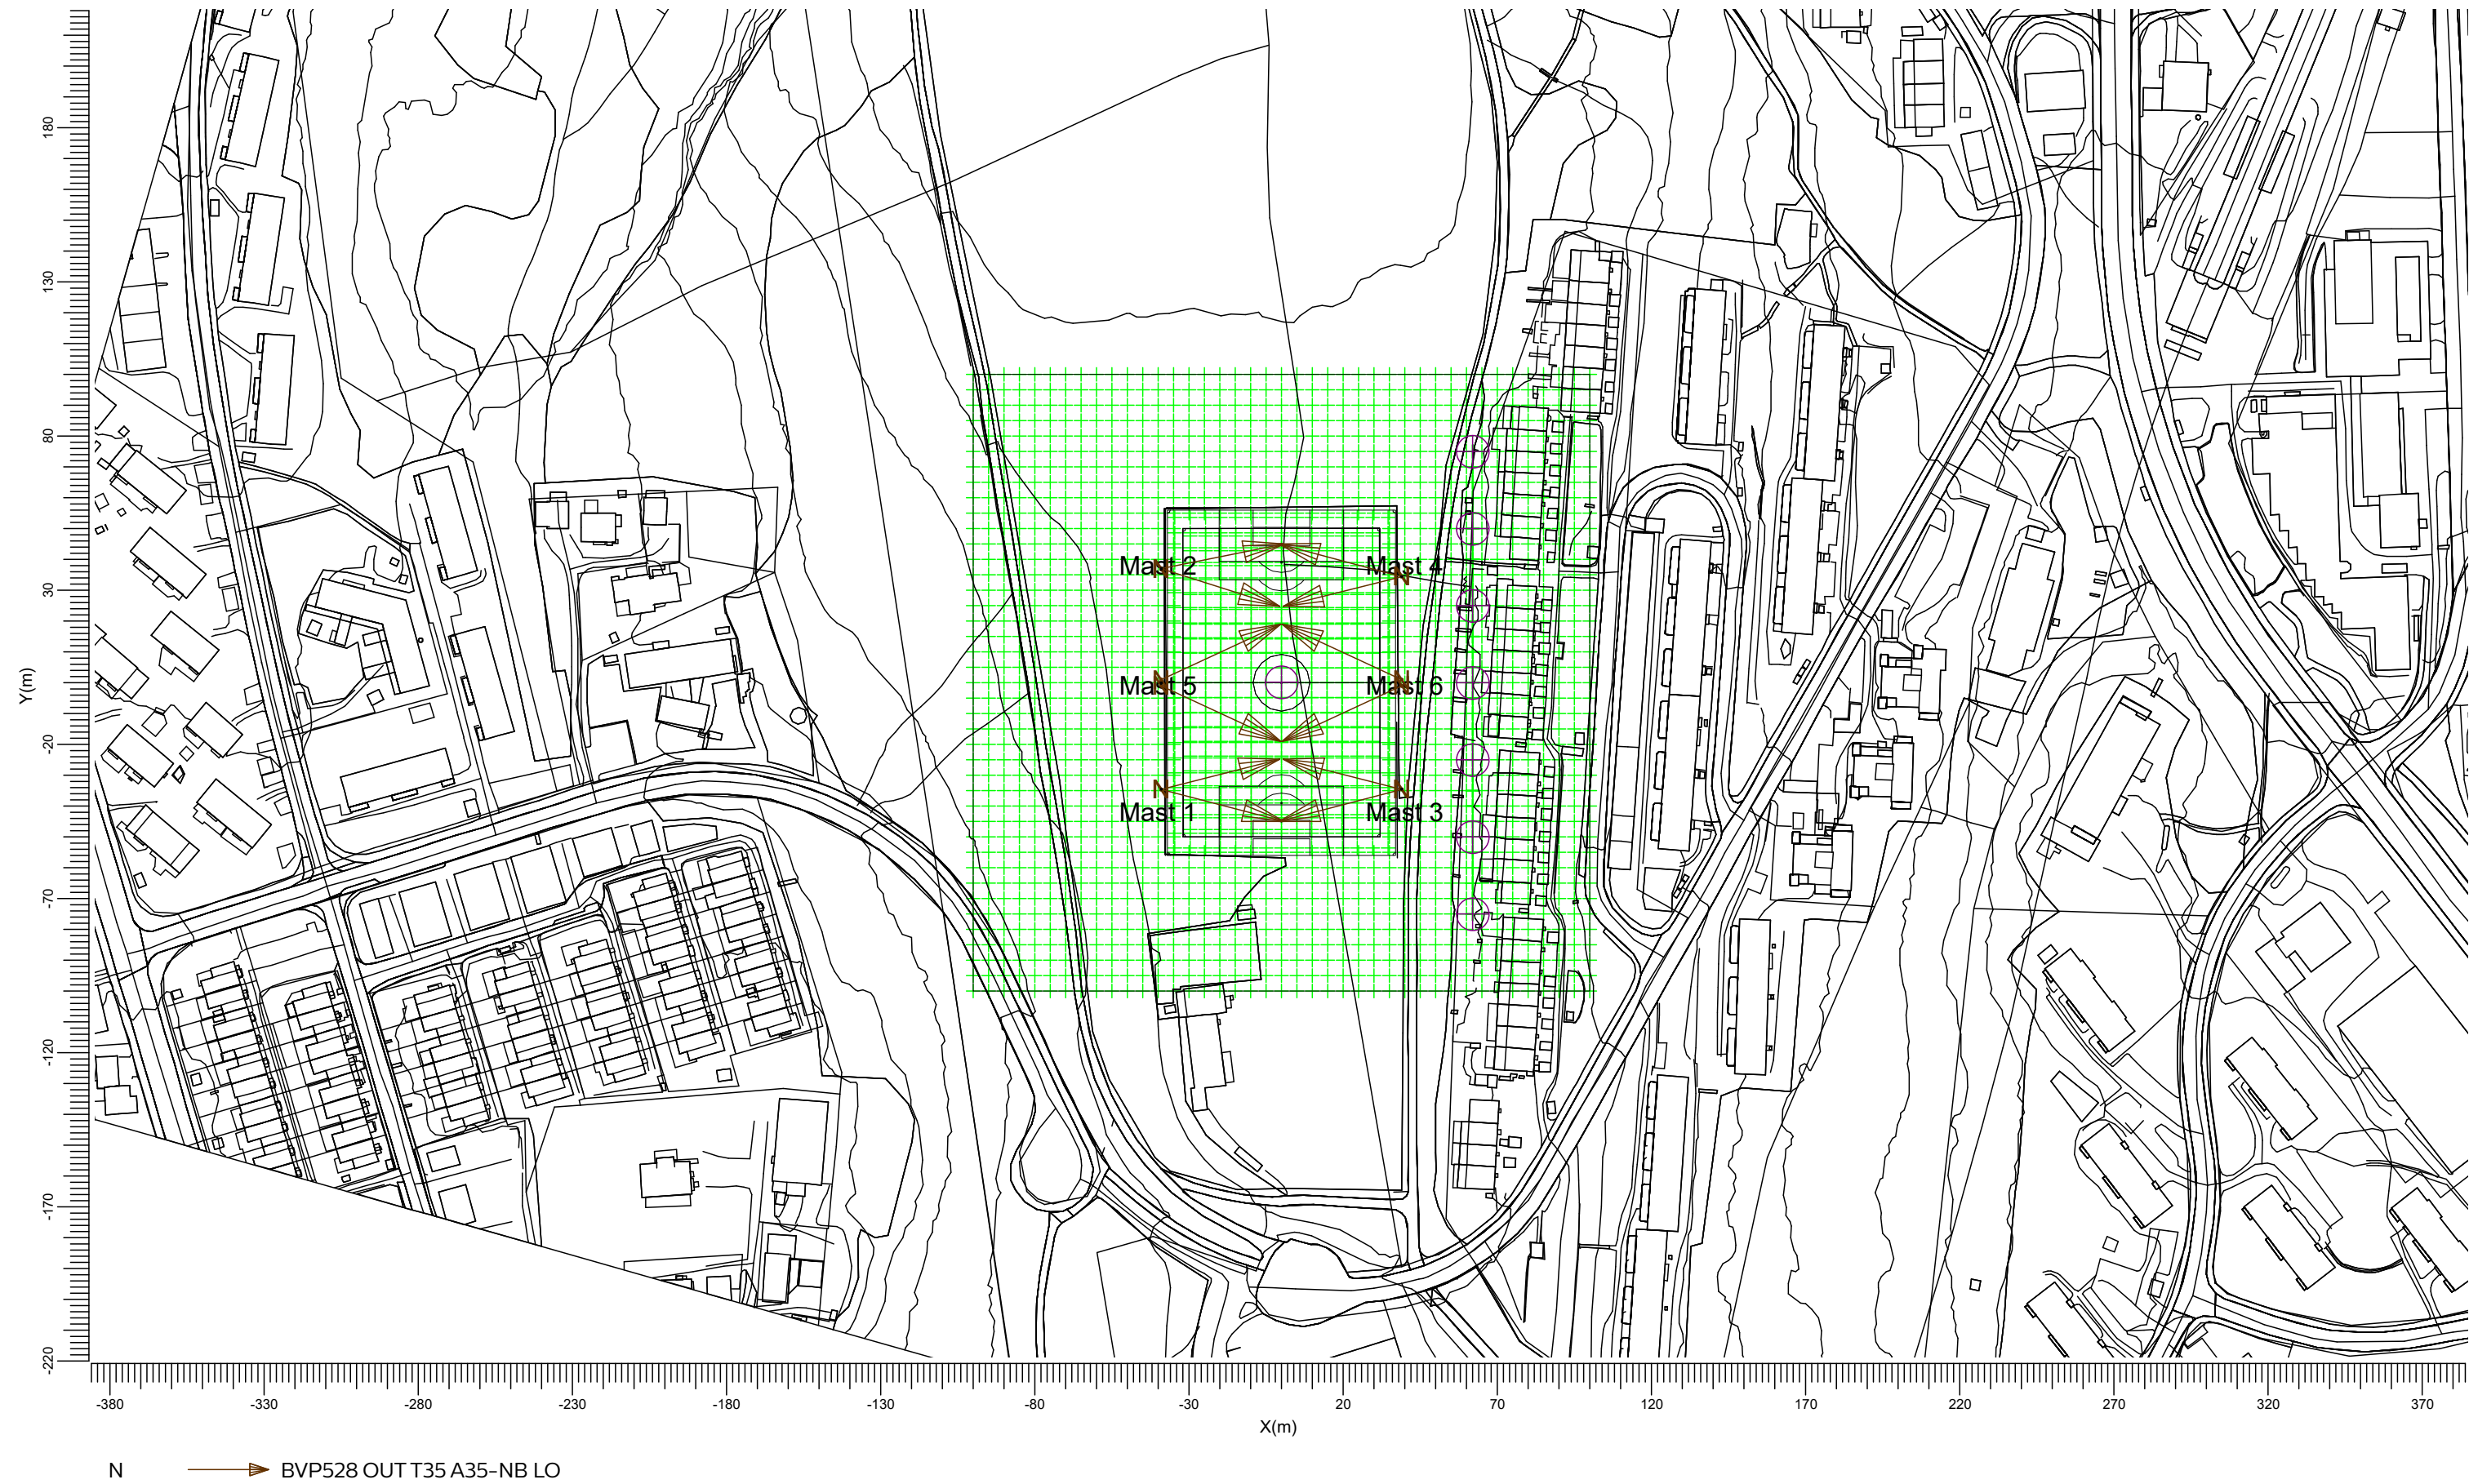 180
130
80
30
-20
-70
-120
-170
-220
Y(m)
Mast 2
Mast 4
N
N
Mast 5
Mast 6
N
N
N
N
Mast 1
Mast 3
-380 -330 -280 -230 -180 -130 -80 -30 20 70 120 170 220 270 320 370
X(m)
N BVP528 OUT T35 A35-NB LO